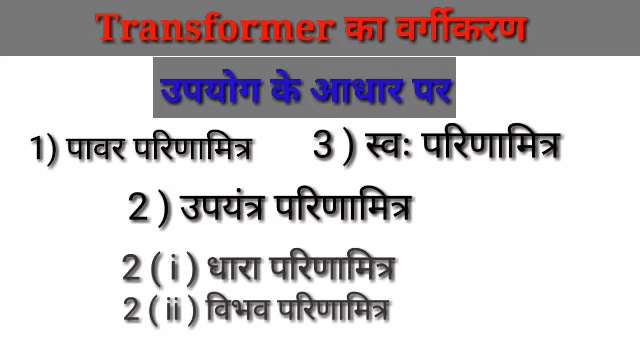 Transformer का वर्गीकरण
उपयोग के आधार पर
1) पावर परिणामित्र
3 ) स्वः परिणामित्र
2 ) उपयंत्र परिणामित्र
2 ( i ) धारा परिणामित्र
2 ( ii ) विभव परिणामित्र